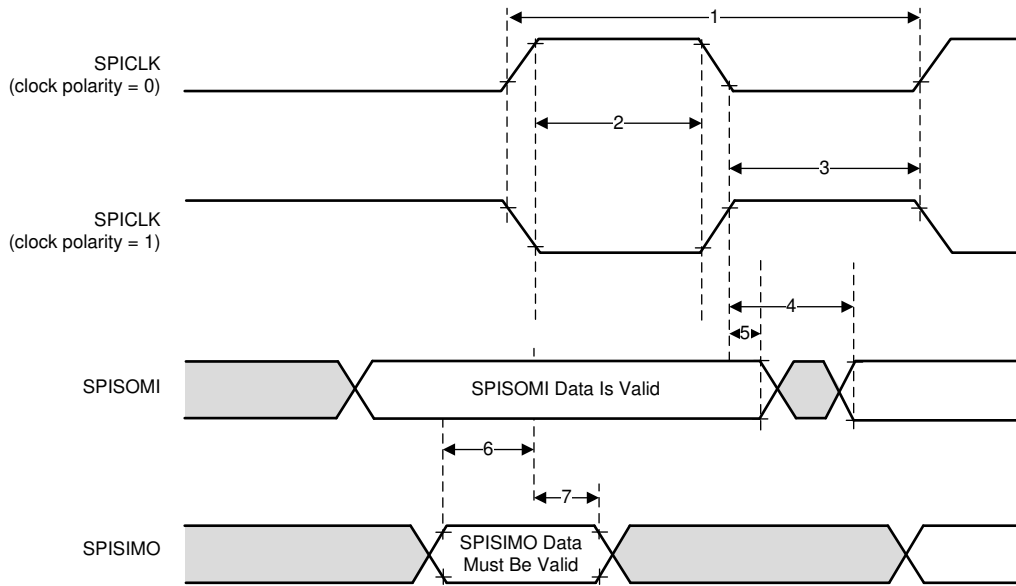 1
SPICLK
(clock polarity = 0)
2
3
SPICLK
(clock polarity = 1)
4
5
SPISOMI
SPISOMI Data Is Valid
6
7
SPISIMO
SPISIMO Data
Must Be Valid